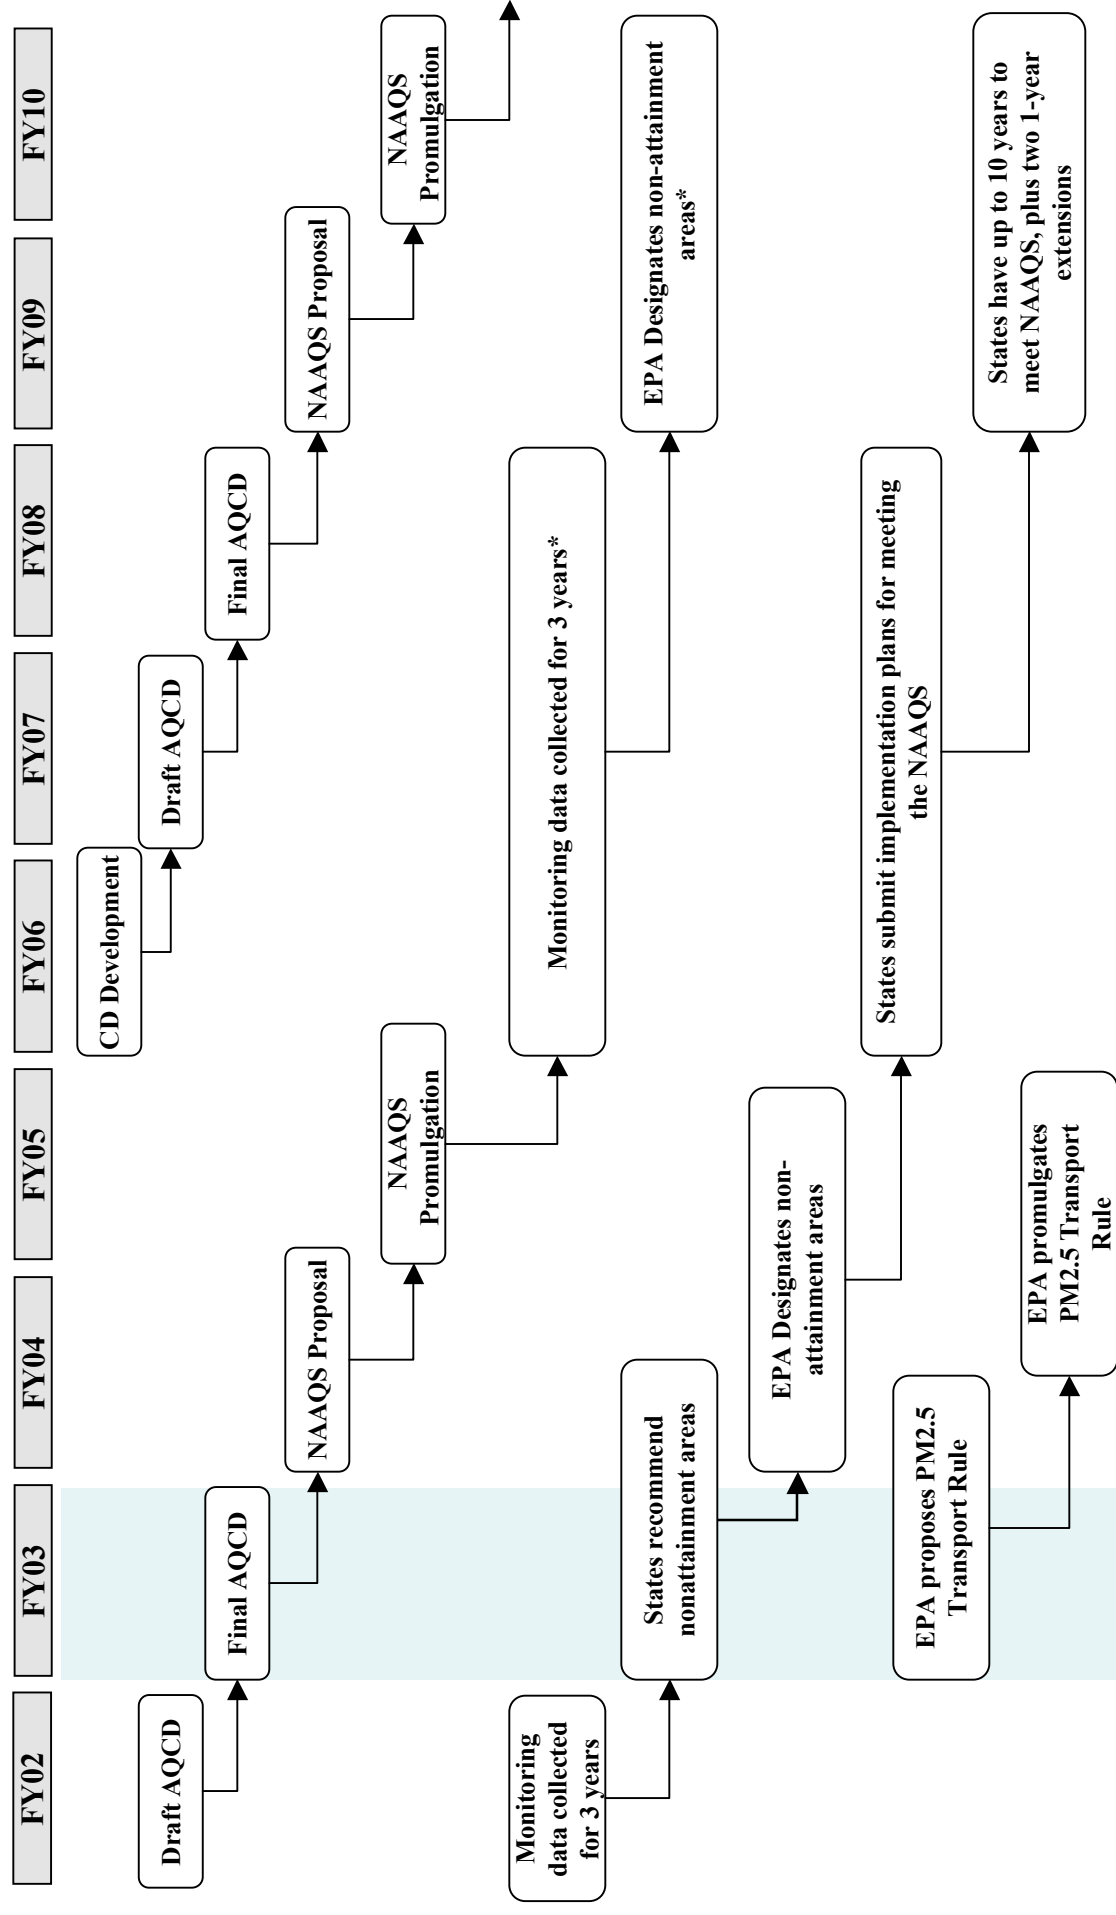 FY02
FY03
FY04
FY05
FY06
FY07
FY08
FY09
FY10
CD Development
Draft AQCD
Draft AQCD
Final AQCD
Final AQCD
NAAQS Proposal
NAAQS Proposal
NAAQS
Promulgation
NAAQS
Promulgation
Monitoring
data collected
for 3 years
Monitoring data collected for 3 years*
States recommend
nonattainment areas
EPA Designates non-attainment
areas*
EPA Designates non-
attainment areas
States submit implementation plans for meeting
the NAAQS
EPA proposes PM2.5
Transport Rule
States have up to 10 years to
meet NAAQS, plus two 1-year
extensions
EPA promulgates
PM2.5 Transport
Rule